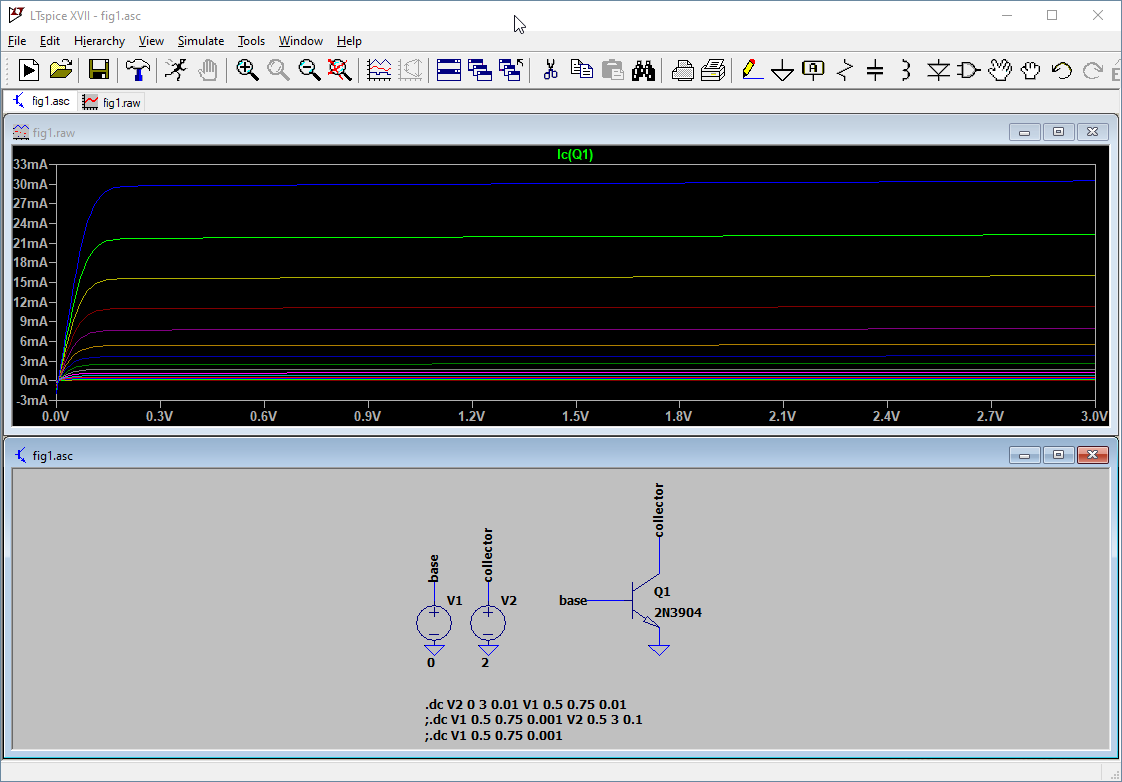 LTspice XVII - fig1.asc
File Edit Hierarchy View Simulate Tools Window Help
fig1.asc fig1.raw
fig1.raw
Ic(Q1)
33mA
30mA
27mA
24mA
21mA
18mA
15mA
12mA
9mA
6mA
3mA
0mA
-3mA
0.0V 0.3V 0.6V 0.9V 1.2V 1.5V 1.8V 2.1V 2.4V 2.7V 3.0V
fig1.asc
collector
base
collector
V1
V2
base
Q1
2N3904
0
2
.dc V2 0 3 0.01 V1 0.5 0.75 0.01
;.dc V1 0.5 0.75 0.001 V2 0.5 3 0.1
;.dc V1 0.5 0.75 0.001